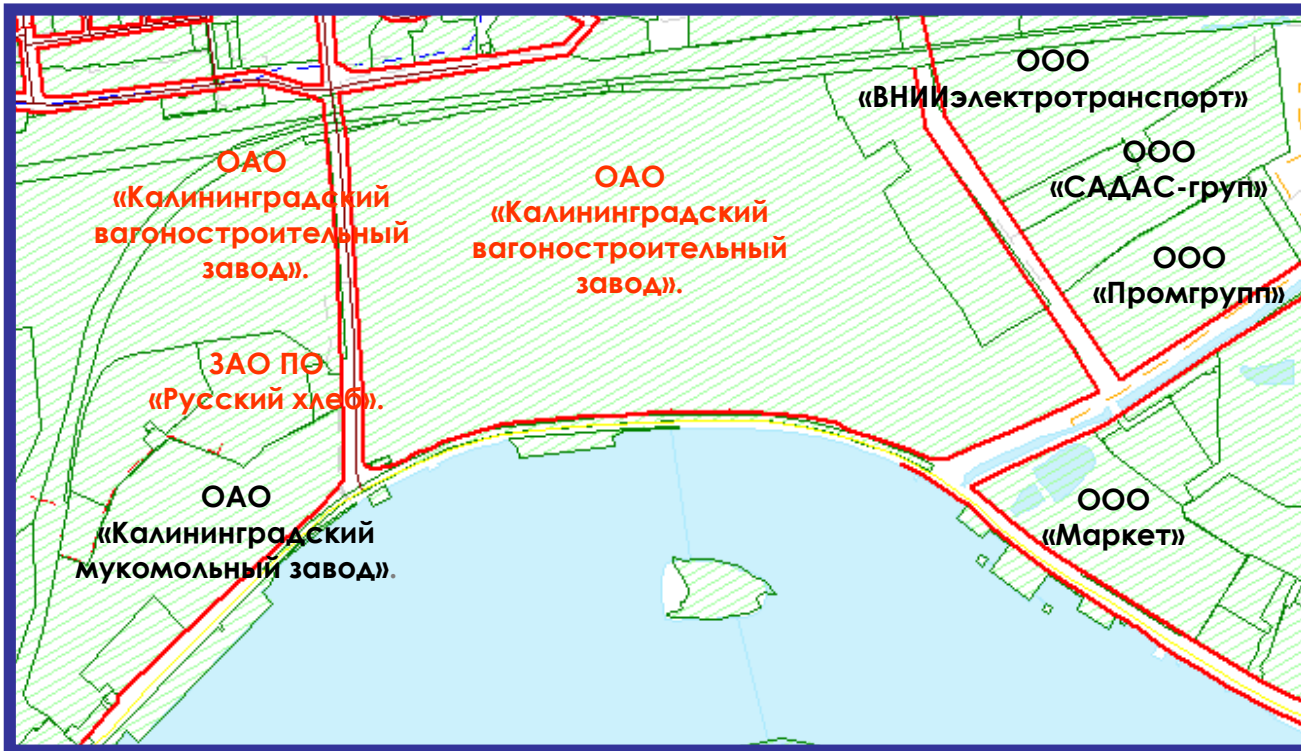 ООО
«ВНИИэлектротранспорт»
ООО
«САДАС-груп»
ООО
«Промгрупп»
ОАО
«Калининградский
вагоностроительный
завод».
ОАО
«Калининградский
вагоностроительный
завод».
ЗАО ПО
«Русский хлеб».
ОАО
«Калининградский
мукомольный завод».
ООО
«Маркет»